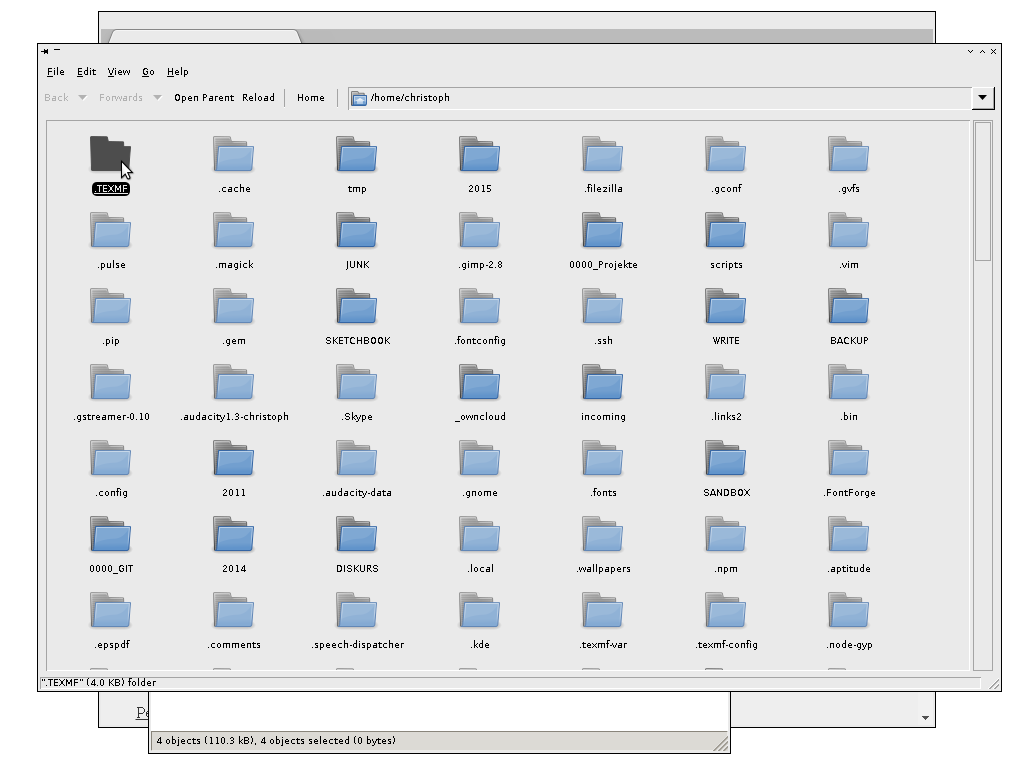 File Edit View Go Help
Back Forwards Open Parent Reload Home /home/christoph
.TEXMF .cache tmp 2015 .filezilla .gconf .gvfs
.pulse .magick JUNK .gimp-2.8 0000_Projekte scripts .vim
.pip .gem SKETCHBOOK .fontconfig .ssh WRITE BACKUP
.gstreamer-0.10 .audacity1.3-christoph .Skype _owncloud incoming .links2 .bin
.config 2011 .audacity-data .gnome .fonts SANDBOX .FontForge
0000_GIT 2014 DISKURS .local .wallpapers .npm .aptitude
.epspdf .comments .speech-dispatcher .kde .texmf-var .texmf-config .node-gyp
".TEXMF" (4.0 KB) folder
4 objects (110.3 kB), 4 objects selected (0 bytes)